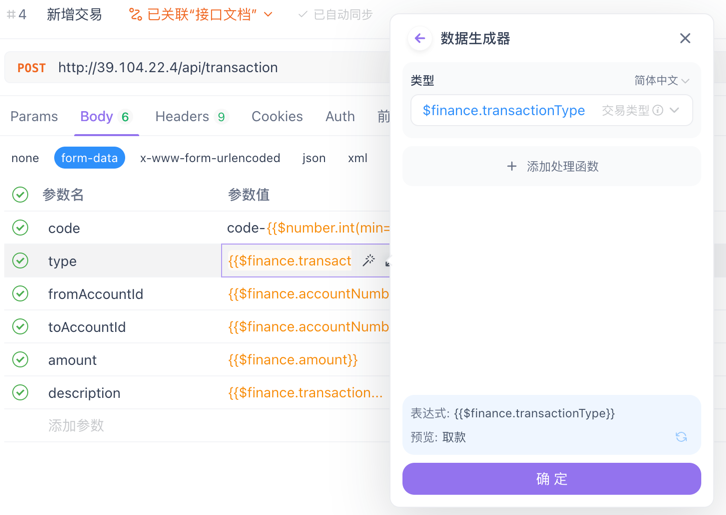 #4 新增交易 已关联“接口文档” 已自动同步
POST http://39.104.22.4/api/transaction
Params Body 6 Headers 9 Cookies Auth 前
none form-data x-www-form-urlencoded json xml
参数名 参数值
code code-{{$number.int(min=
type {{$finance.transact
fromAccountId {{$finance.accountNumb
toAccountId {{$finance.accountNumb
amount {{$finance.amount}}
description {{$finance.transaction...
添加参数
数据生成器
类型 简体中文
$finance.transactionType 交易类型
添加处理函数
表达式: {{$finance.transactionType}}
预览: 取款
确 定